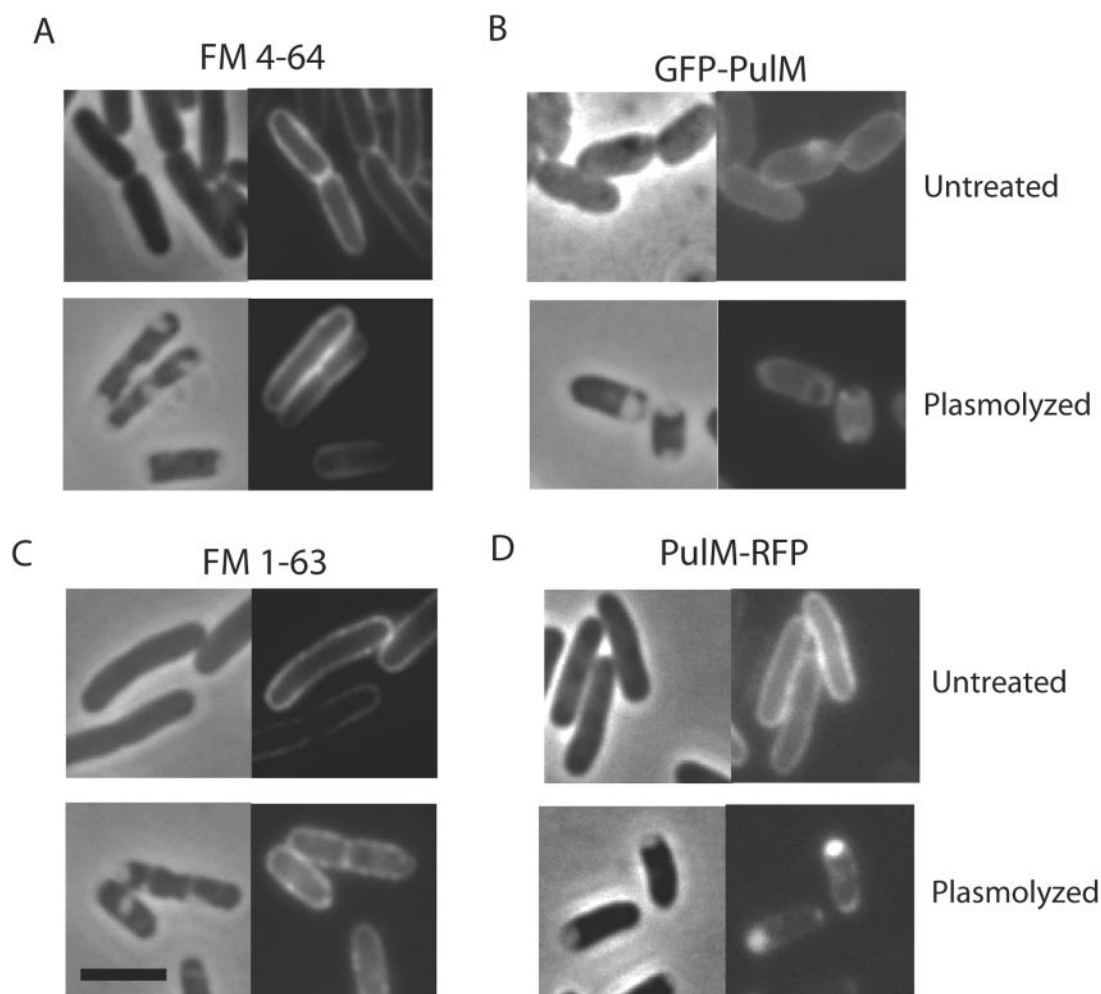 A
FM 4-64
B
GFP-PulM
Untreated
Plasmolyzed
C
FM 1-63
D
PulM-RFP
Untreated
Plasmolyzed